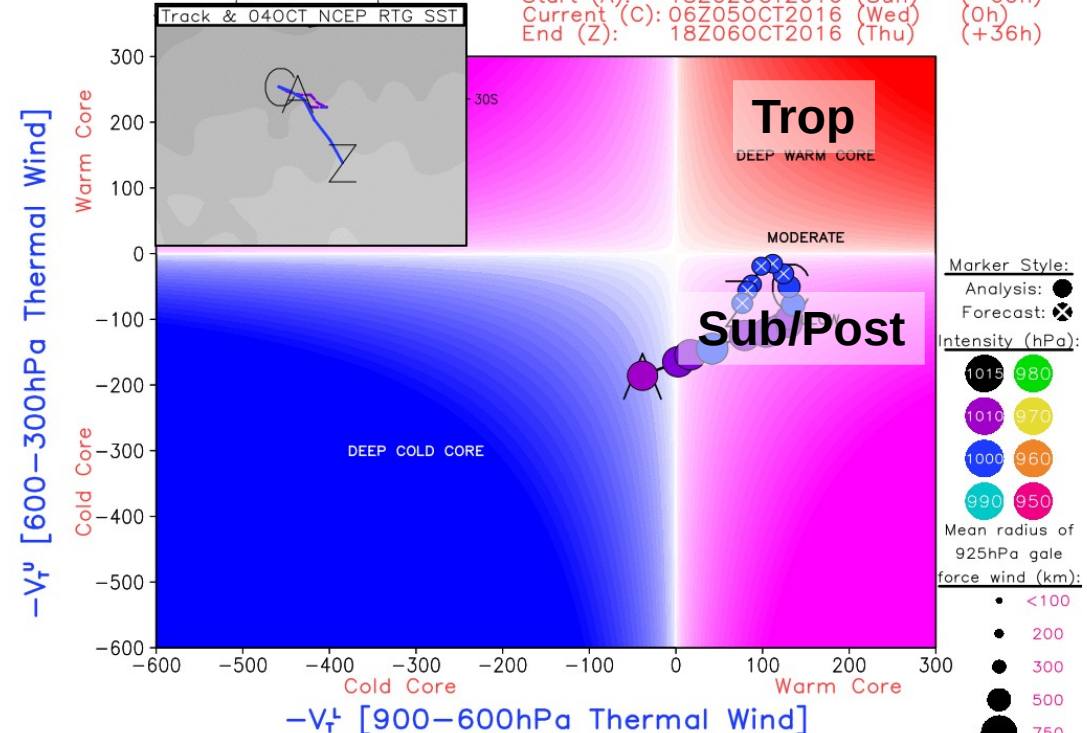 Current (C): 06Z05OCT2016 (Wed) (0h)
End (Z): 18Z06OCT2016 (Thu) (+36h)
Track & 04OCT NCEP RTG SST
30S
Trop
DEEP WARM CORE
MODERATE
Sub/Post
DEEP COLD CORE
A
Z
A
C
Z
300
200
100
0
−100
−200
−300
−400
−500
−600
−600 −500 −400 −300 −200 −100 0 100 200 300
Warm Core
Cold Core
−VTU [600−300hPa Thermal Wind]
Cold Core Warm Core
−VTL [900−600hPa Thermal Wind]
Marker Style:
Analysis:
Forecast:
Intensity (hPa):
1015 980
1010 970
1000 960
990 950
Mean radius of
925hPa gale
force wind (km):
<100
200
300
500
750